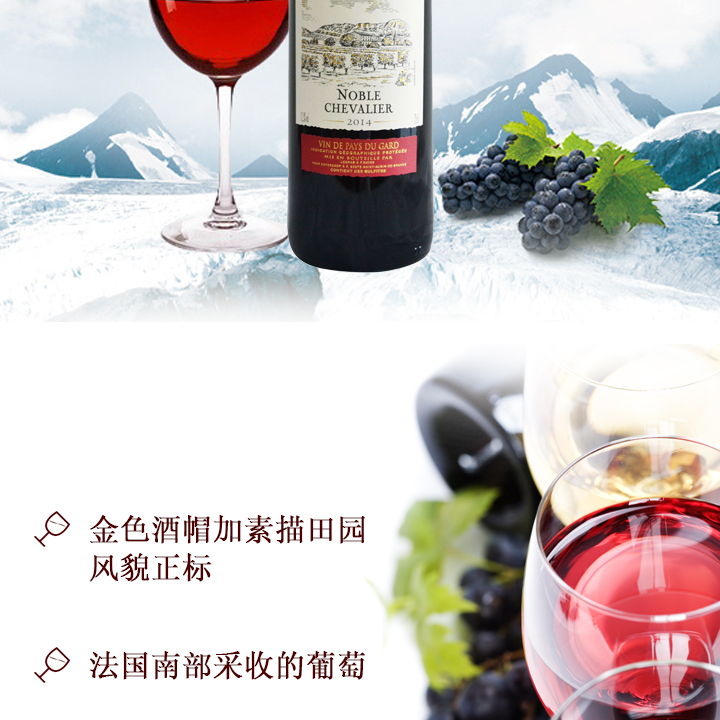 NOBLE
CHEVALIER
2014
VIN DE PAYS DU GARD
INDICATION GÉOGRAPHIQUE PROTÉGÉE
MIS EN BOUTEILLE PAR
CONTIENT DES SULFITES
金色酒帽加素描田园
风貌正标
法国南部采收的葡萄